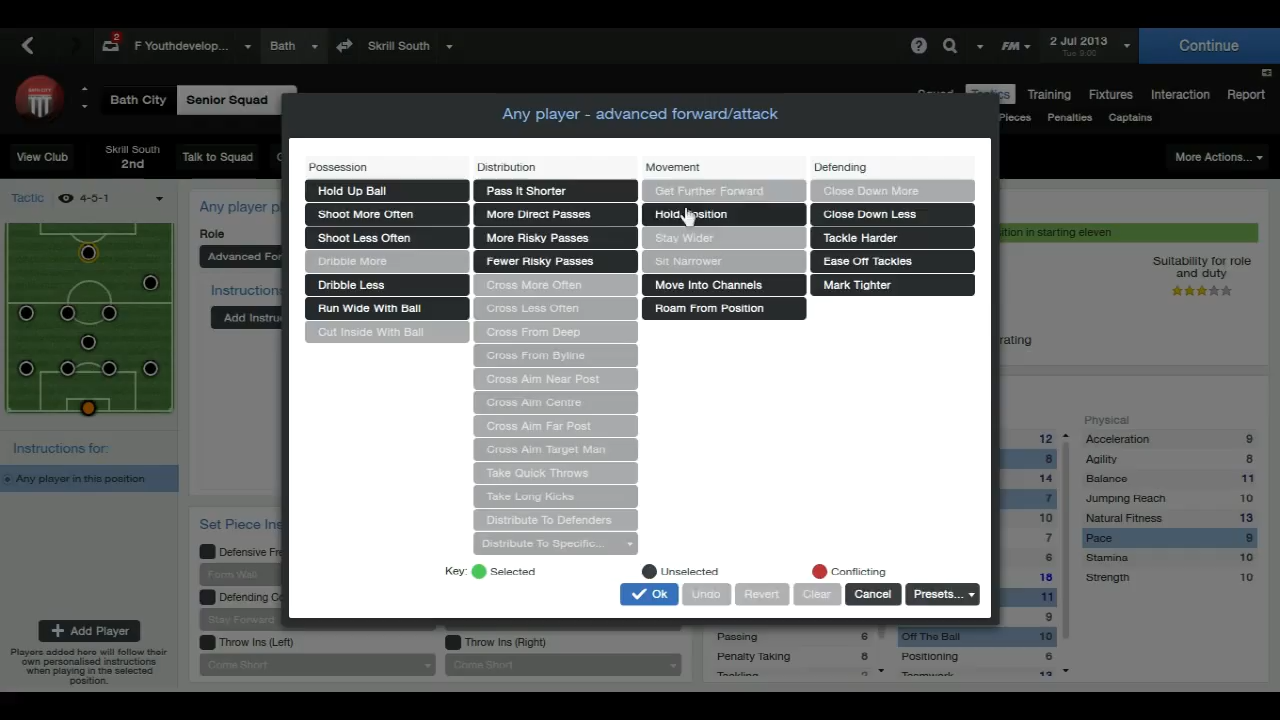 2
F Youthdevelop...
Bath
Skrill South
?
FM
2 Jul 2013
Tue 9:00
Continue
Bath City
Senior Squad
Squad
Tactics
Training
Fixtures
Interaction
Report
Pieces
Penalties
Captains
View Club
Skrill South
2nd
Talk to Squad
More Actions...
Any player - advanced forward/attack
Tactic
4-5-1
Any player p
Role
Advanced For
Instructions
Add Instru
Possession
Hold Up Ball
Shoot More Often
Shoot Less Often
Dribble More
Dribble Less
Run Wide With Ball
Cut Inside With Ball
Distribution
Pass It Shorter
More Direct Passes
More Risky Passes
Fewer Risky Passes
Cross More Often
Cross Less Often
Cross From Deep
Cross From Byline
Cross Aim Near Post
Cross Aim Centre
Cross Aim Far Post
Cross Aim Target Man
Take Quick Throws
Take Long Kicks
Distribute To Defenders
Distribute To Specific...
Movement
Get Further Forward
Hold Position
Stay Wider
Sit Narrower
Move Into Channels
Roam From Position
Defending
Close Down More
Close Down Less
Tackle Harder
Ease Off Tackles
Mark Tighter
Key:
Selected
Unselected
Conflicting
Ok
Undo
Revert
Clear
Cancel
Presets...
ition in starting eleven
Suitability for role
and duty
rating
Instructions for:
Any player in this position
Add Player
Players added here will follow their
own personalised instructions
when playing in the selected
position.
Set Piece Ins
Defensive Fre
Form Wall
Defending Co
Stay Forward
Throw Ins (Left)
Come Short
Throw Ins (Right)
Come Short
12
8
14
7
10
7
6
18
11
9
Passing 6
Penalty Taking 8
Tackling 2
Off The Ball 10
Positioning 6
Teamwork 13
Physical
Acceleration 9
Agility 8
Balance 11
Jumping Reach 10
Natural Fitness 13
Pace 9
Stamina 10
Strength 10